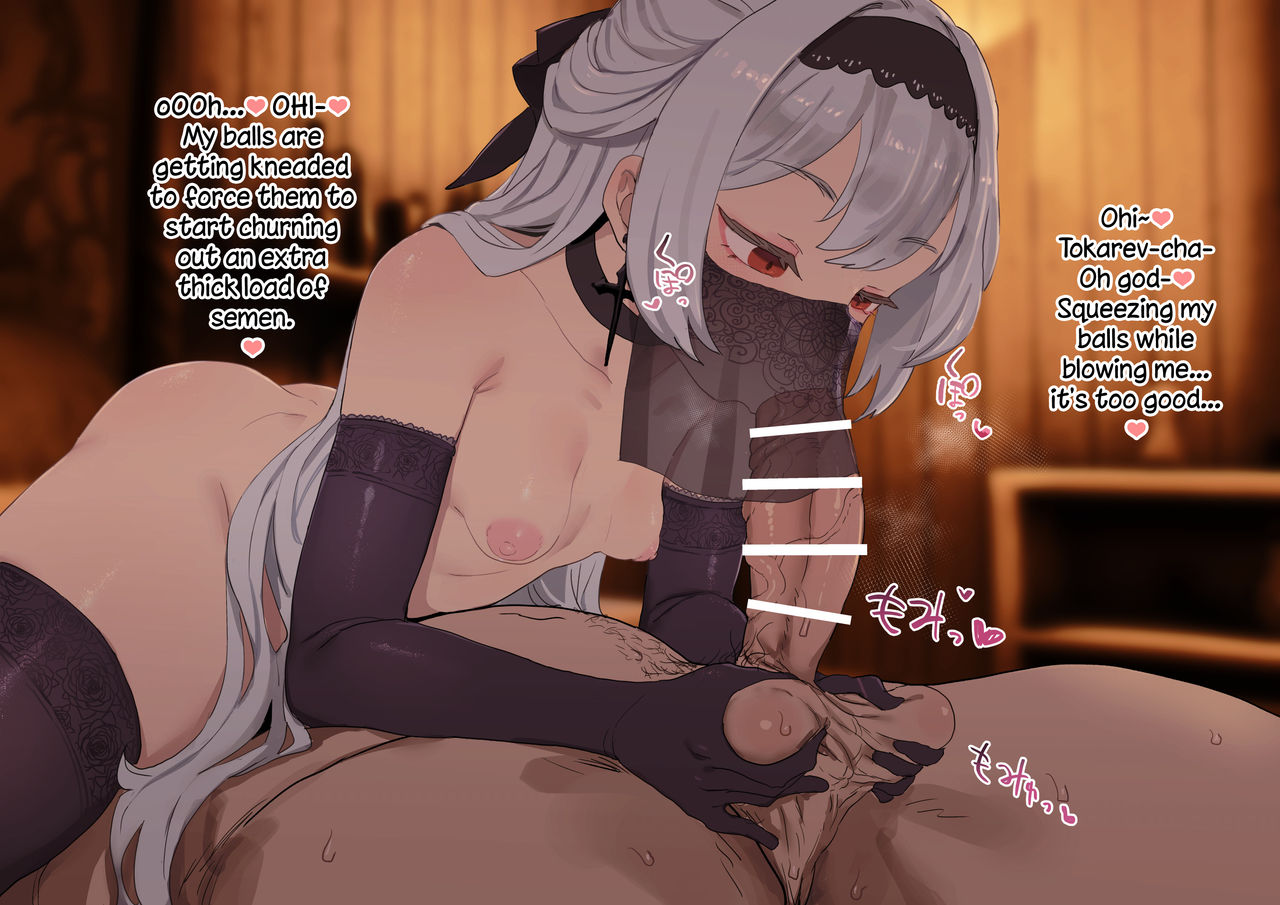 oOOh...♥ OHI-♥
My balls are
getting kneaded
to force them to
start churning
out an extra
thick load of
semen.
♥
くぽっ♥
Ohi~♥
Tokarev-cha-
Oh god-♥
Squeezing my
balls while
blowing me...
it's too good...
♥
くぽっ♥
もみっ♥♥
もみゅっ♥